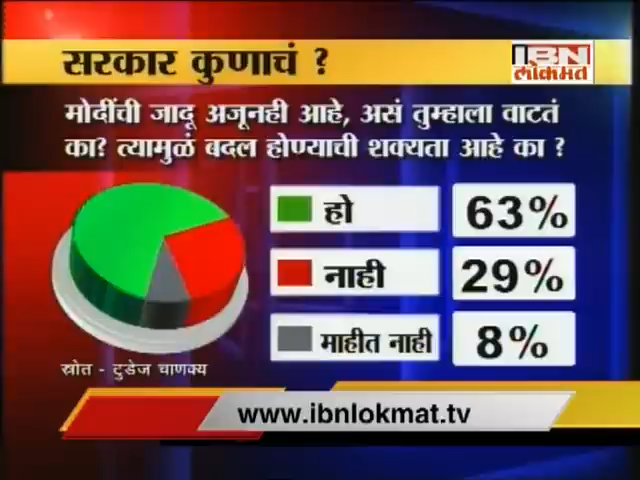 सरकार कुणाचं ?
IBN
लोकमत
मोदींची जादू अजूनही आहे, असं तुम्हाला वाटतं
का? त्यामुळं बदल होण्याची शक्यता आहे का ?
हो 63%
नाही 29%
माहीत नाही 8%
स्रोत - टुडेज चाणक्य
www.ibnlokmat.tv